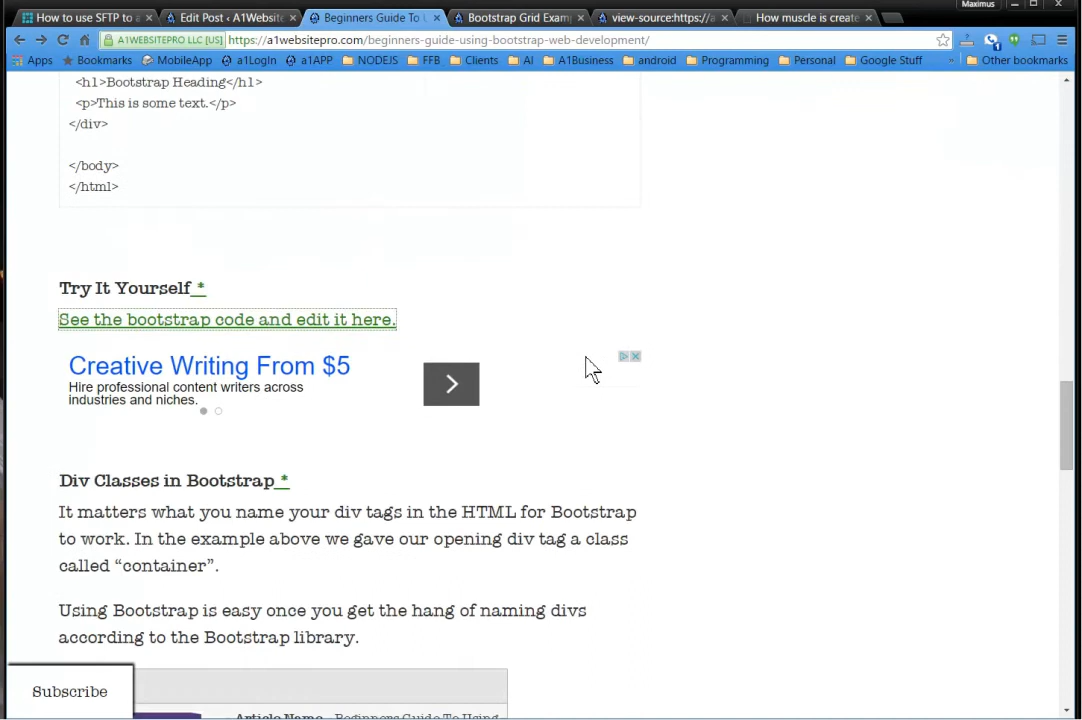 Maximus
How to use SFTP to a
Edit Post ‹ A1Website
Beginners Guide To U
Bootstrap Grid Exam
view-source:https://a
How muscle is create
A1WEBSITEPRO LLC [US] https://a1websitepro.com/beginners-guide-using-bootstrap-web-development/
Apps Bookmarks MobileApp a1LogIn a1APP NODEJS FFB Clients AI A1Business android Programming Personal Google Stuff » Other bookmarks
<h1>Bootstrap Heading</h1>
<p>This is some text.</p>
</div>
</body>
</html>
Try It Yourself *
See the bootstrap code and edit it here.
Creative Writing From $5
Hire professional content writers across
industries and niches.
Div Classes in Bootstrap *
It matters what you name your div tags in the HTML for Bootstrap
to work. In the example above we gave our opening div tag a class
called “container”.
Using Bootstrap is easy once you get the hang of naming divs
according to the Bootstrap library.
Subscribe
Article Name Beginners Guide To Using